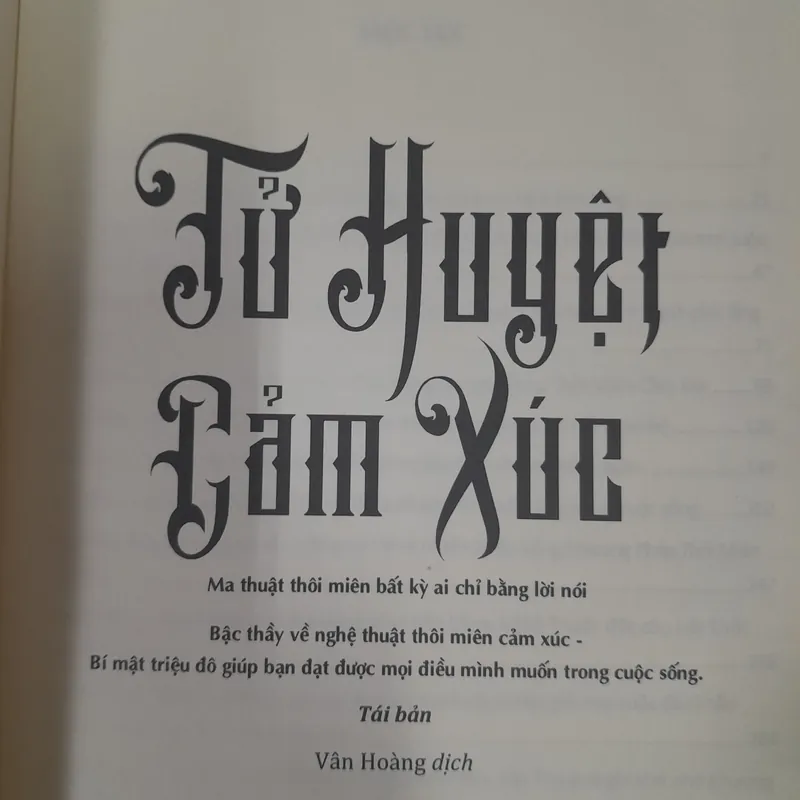 Tử Huyệt
Cảm Xúc
Ma thuật thôi miên bất kỳ ai chỉ bằng lời nói
Bậc thầy về nghệ thuật thôi miên cảm xúc -
Bí mật triệu đô giúp bạn đạt được mọi điều mình muốn trong cuộc sống.
Tái bản
Vân Hoàng dịch